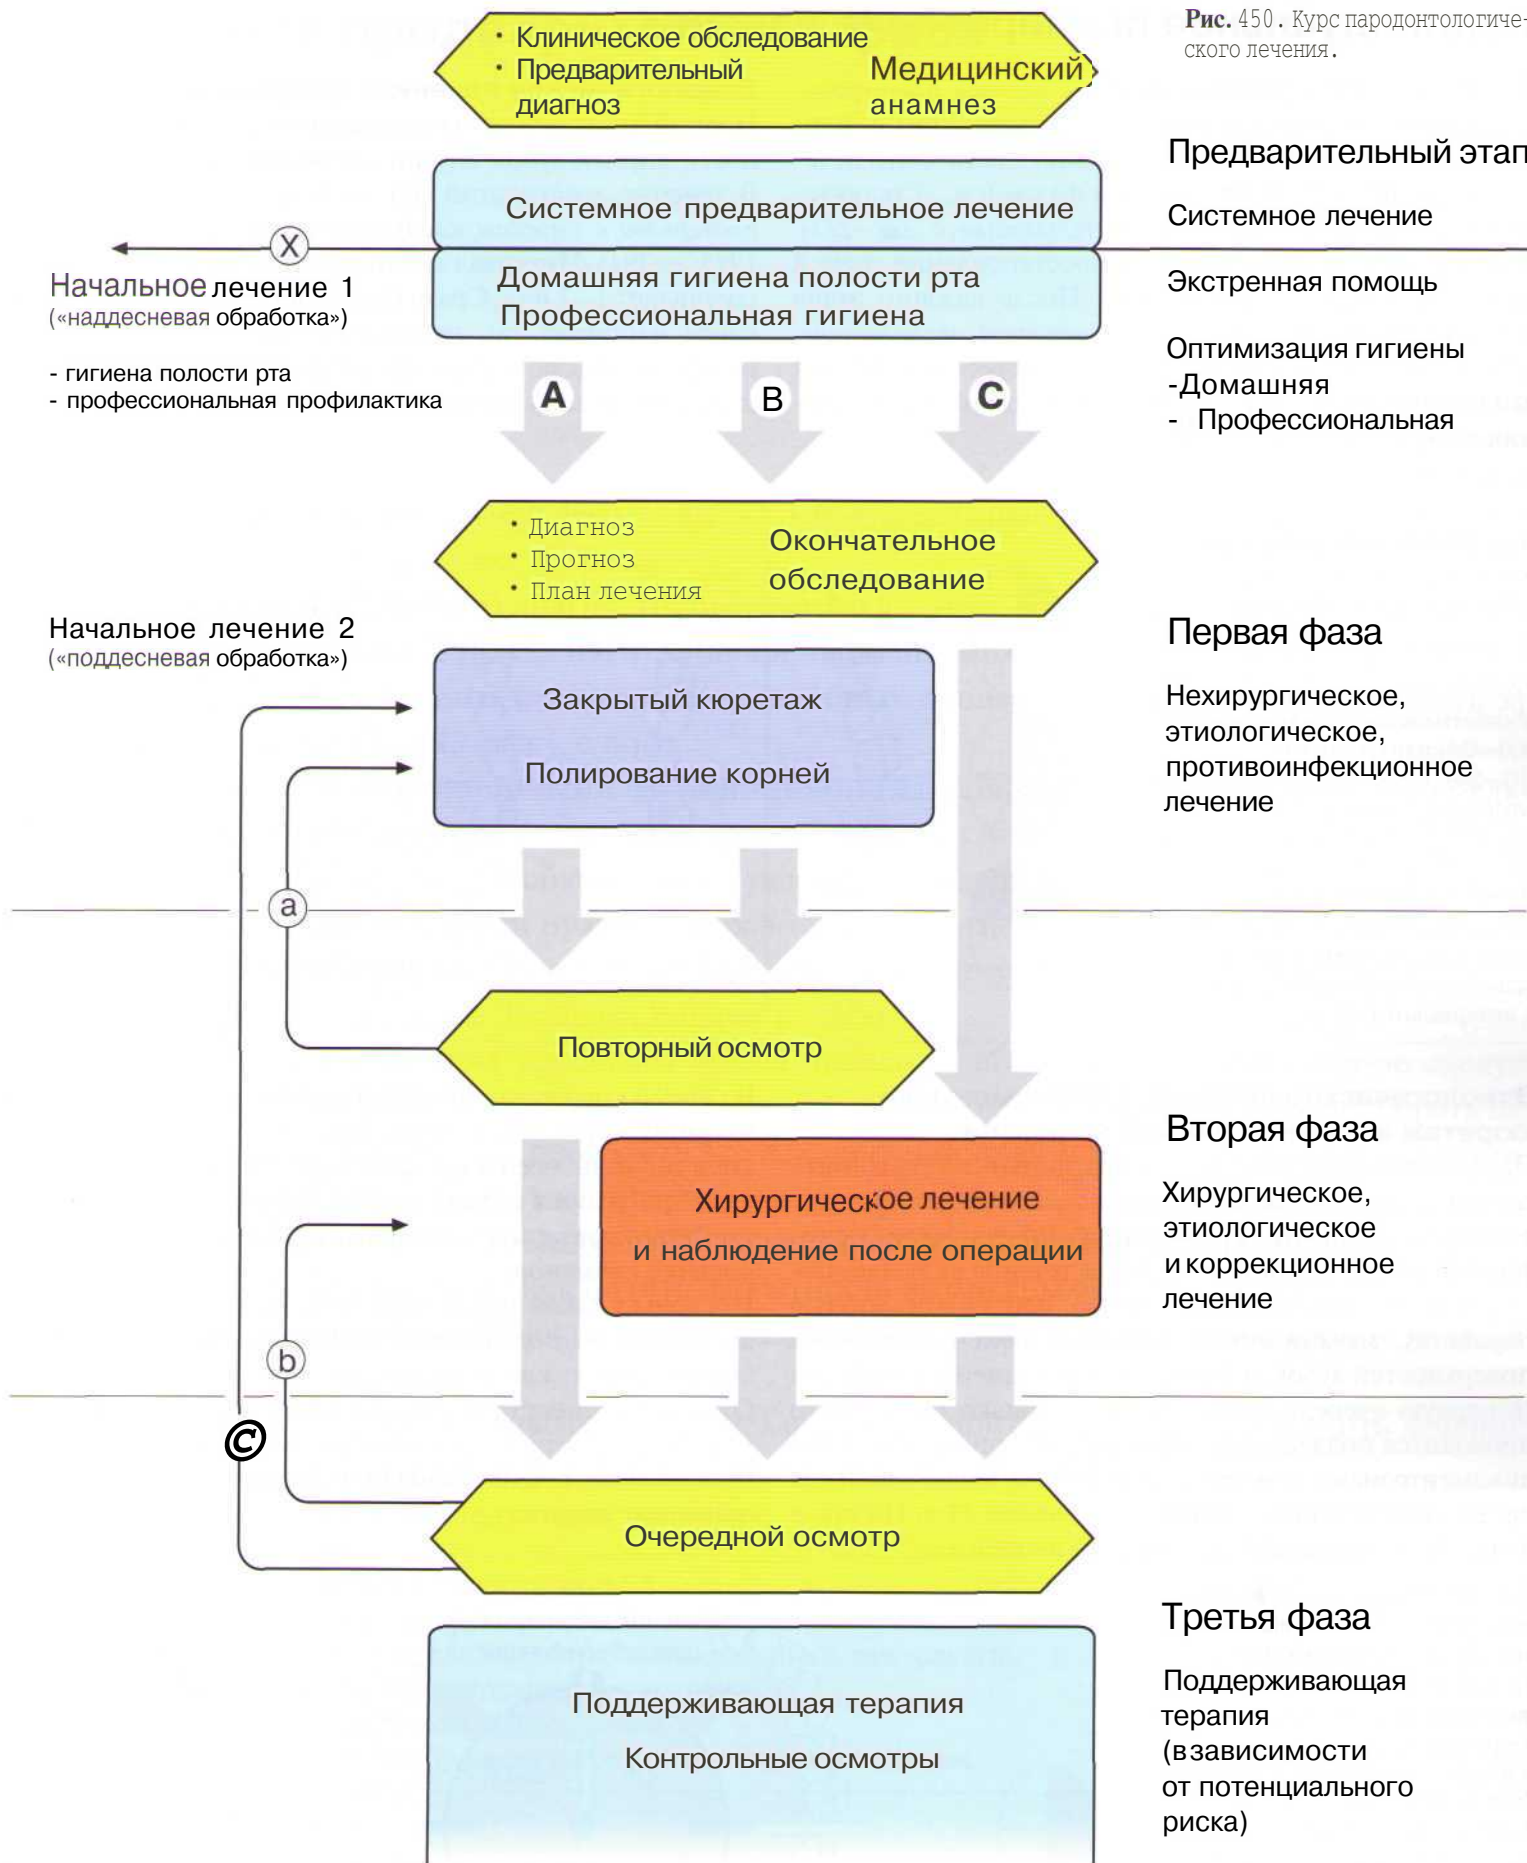 Рис. 450. Курс пародонтологиче-
ского лечения.
• Клиническое обследование
• Предварительный
диагноз
Медицинский
анамнез
Предварительный этап
Системное предварительное лечение
Системное лечение
X
Начальное лечение 1
(«наддесневая обработка»)
- гигиена полости рта
- профессиональная профилактика
Домашняя гигиена полости рта
Профессиональная гигиена
Экстренная помощь
Оптимизация гигиены
-Домашняя
- Профессиональная
A
B
C
• Диагноз
• Прогноз
• План лечения
Окончательное
обследование
Начальное лечение 2
(«поддесневая обработка»)
Первая фаза
Закрытый кюретаж
Полирование корней
Нехирургическое,
этиологическое,
противоинфекционное
лечение
a
Повторный осмотр
Вторая фаза
Хирургическое лечение
и наблюдение после операции
Хирургическое,
этиологическое
и коррекционное
лечение
b
©
Очередной осмотр
Третья фаза
Поддерживающая терапия
Контрольные осмотры
Поддерживающая
терапия
(в зависимости
от потенциального
риска)